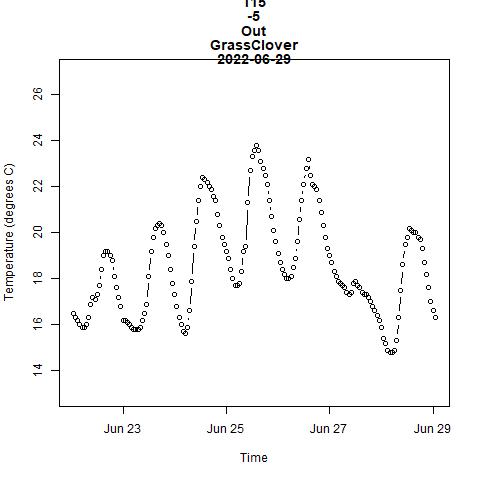 T15
-5
Out
GrassClover
2022-06-29
Temperature (degrees C)
26
24
22
20
18
16
14
Jun 23
Jun 25
Jun 27
Jun 29
Time